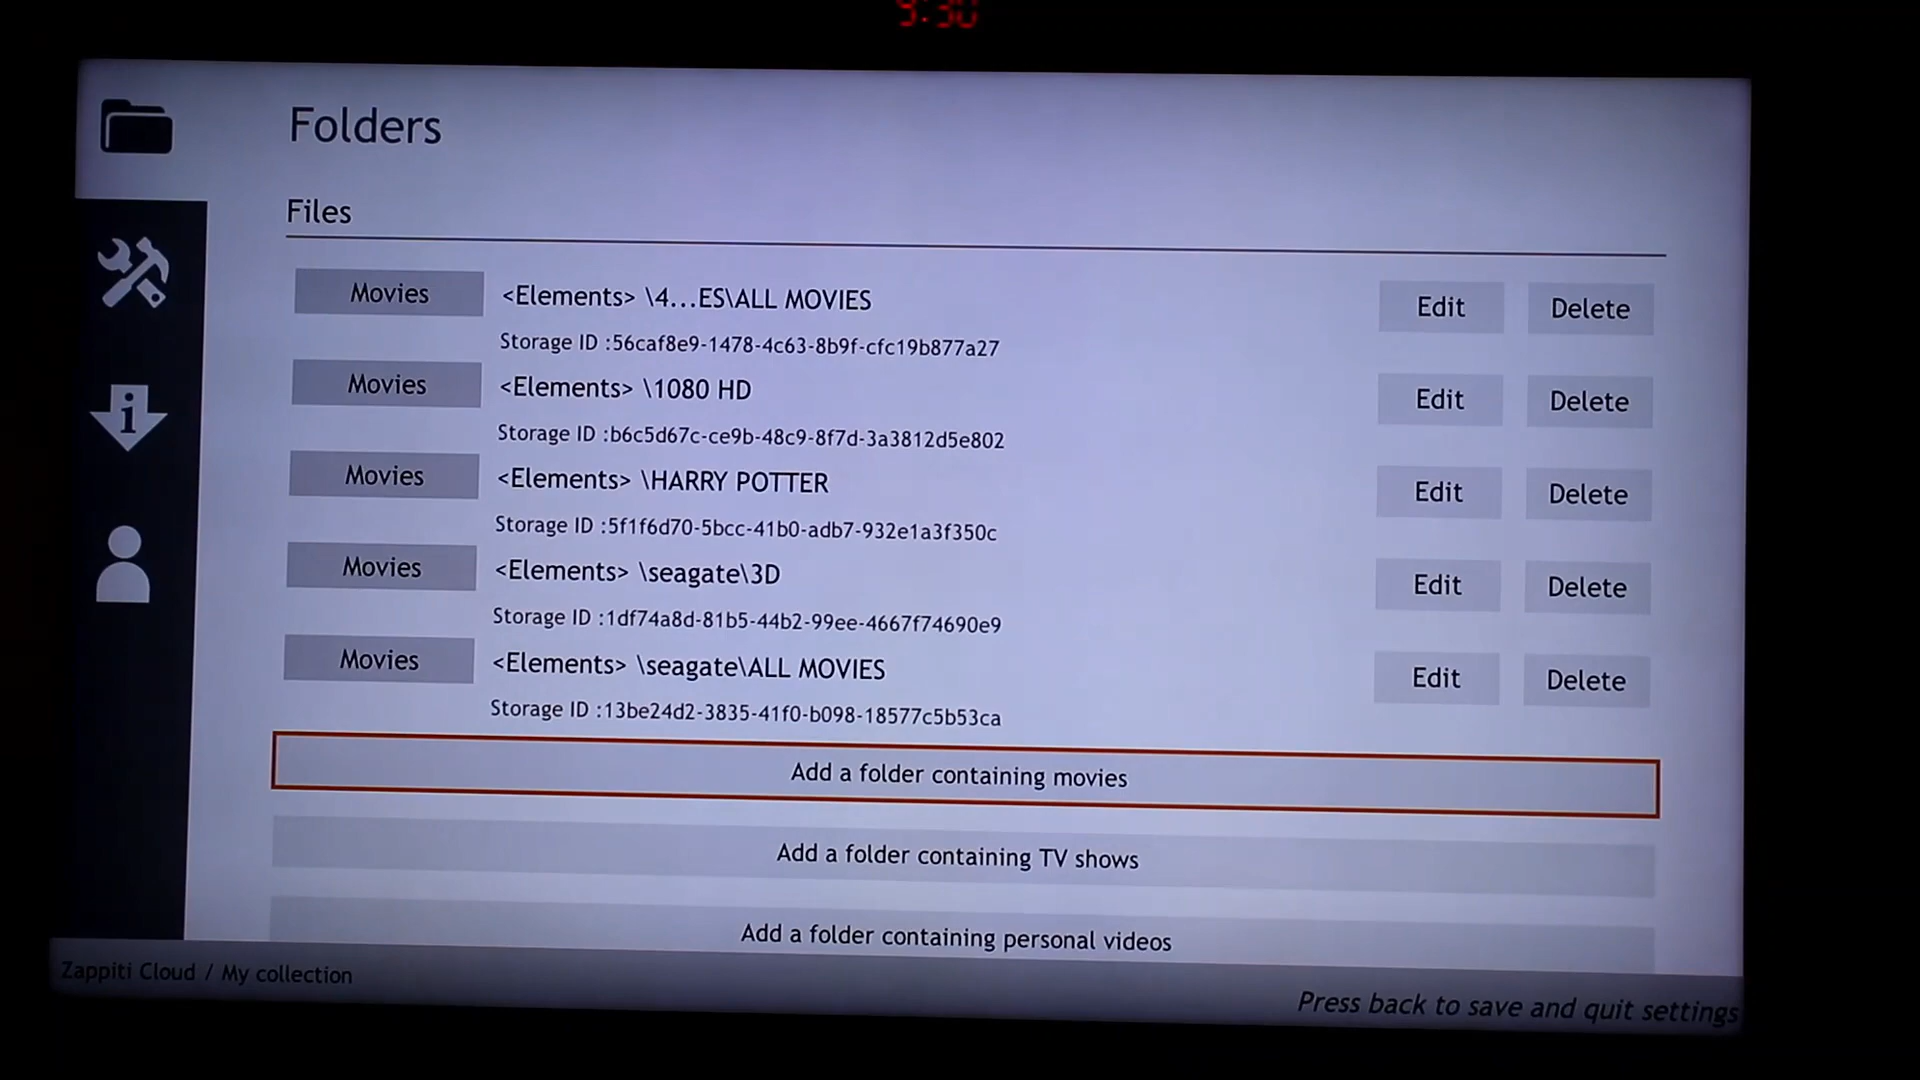 9:30
Folders
Files
Movies <Elements> \4...ES\ALL MOVIES Edit Delete
Storage ID :56caf8e9-1478-4c63-8b9f-cfc19b877a27
Movies <Elements> \1080 HD Edit Delete
Storage ID :b6c5d67c-ce9b-48c9-8f7d-3a3812d5e802
Movies <Elements> \HARRY POTTER Edit Delete
Storage ID :5f1f6d70-5bcc-41b0-adb7-932e1a3f350c
Movies <Elements> \seagate\3D Edit Delete
Storage ID :1df74a8d-81b5-44b2-99ee-4667f74690e9
Movies <Elements> \seagate\ALL MOVIES Edit Delete
Storage ID :13be24d2-3835-41f0-b098-18577c5b53ca
Add a folder containing movies
Add a folder containing TV shows
Add a folder containing personal videos
Zappiti Cloud / My collection
Press back to save and quit settings